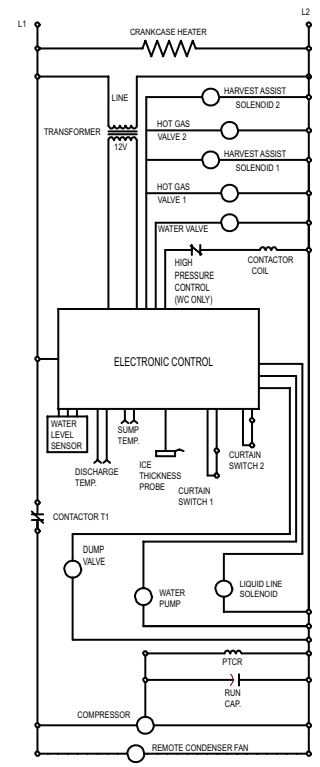 L1
L2
CRANKCASE HEATER
LINE
TRANSFORMER
12V
HARVEST ASSIST
SOLENOID 2
HOT GAS
VALVE 2
HARVEST ASSIST
SOLENOID 1
HOT GAS
VALVE 1
WATER VALVE
HIGH
PRESSURE
CONTROL
(WC ONLY)
CONTACTOR
COIL
ELECTRONIC CONTROL
WATER
LEVEL
SENSOR
SUMP
TEMP.
DISCHARGE
TEMP.
ICE
THICKNESS
PROBE
CURTAIN
SWITCH 1
CURTAIN
SWITCH 2
CONTACTOR T1
DUMP
VALVE
WATER
PUMP
LIQUID LINE
SOLENOID
PTCR
RUN
CAP.
COMPRESSOR
REMOTE CONDENSER FAN